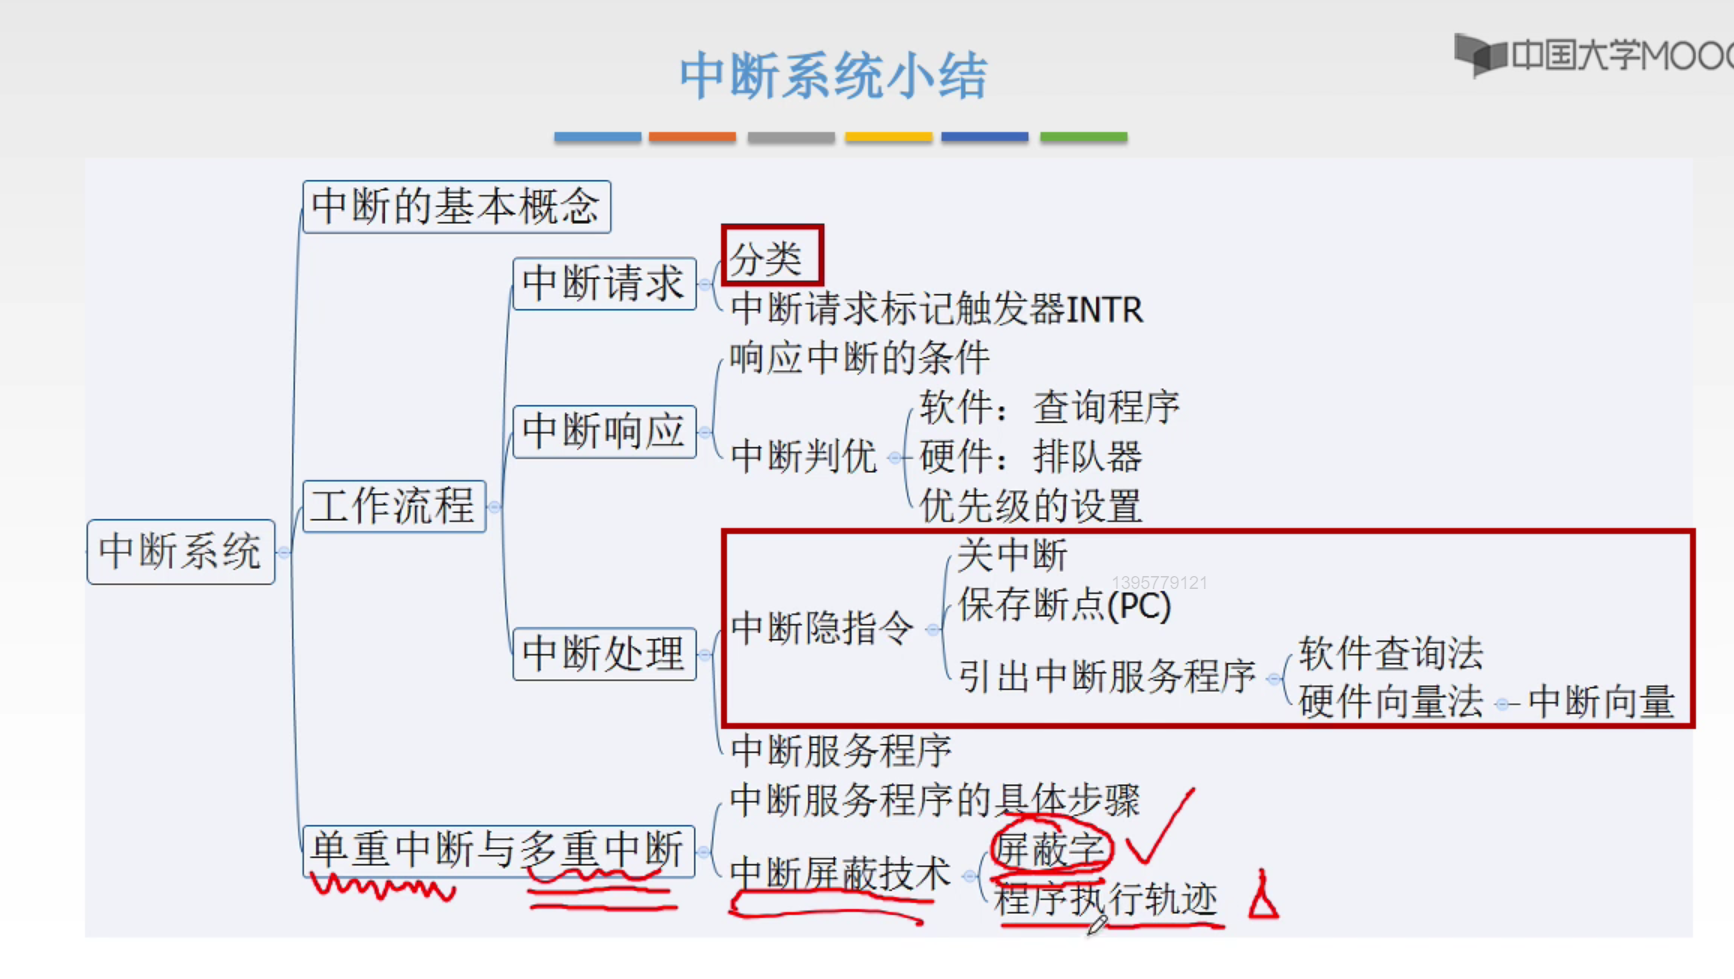 中断系统小结
中国大学MOOC
中断的基本概念
分类
中断请求
中断请求标记触发器INTR
响应中断的条件
软件：查询程序
中断响应
中断判优
硬件：排队器
优先级的设置
工作流程
中断系统
关中断
1395779121
保存断点(PC)
中断隐指令
中断处理
引出中断服务程序
软件查询法
硬件向量法
中断向量
中断服务程序
中断服务程序的具体步骤
单重中断与多重中断
屏蔽字
中断屏蔽技术
程序执行轨迹